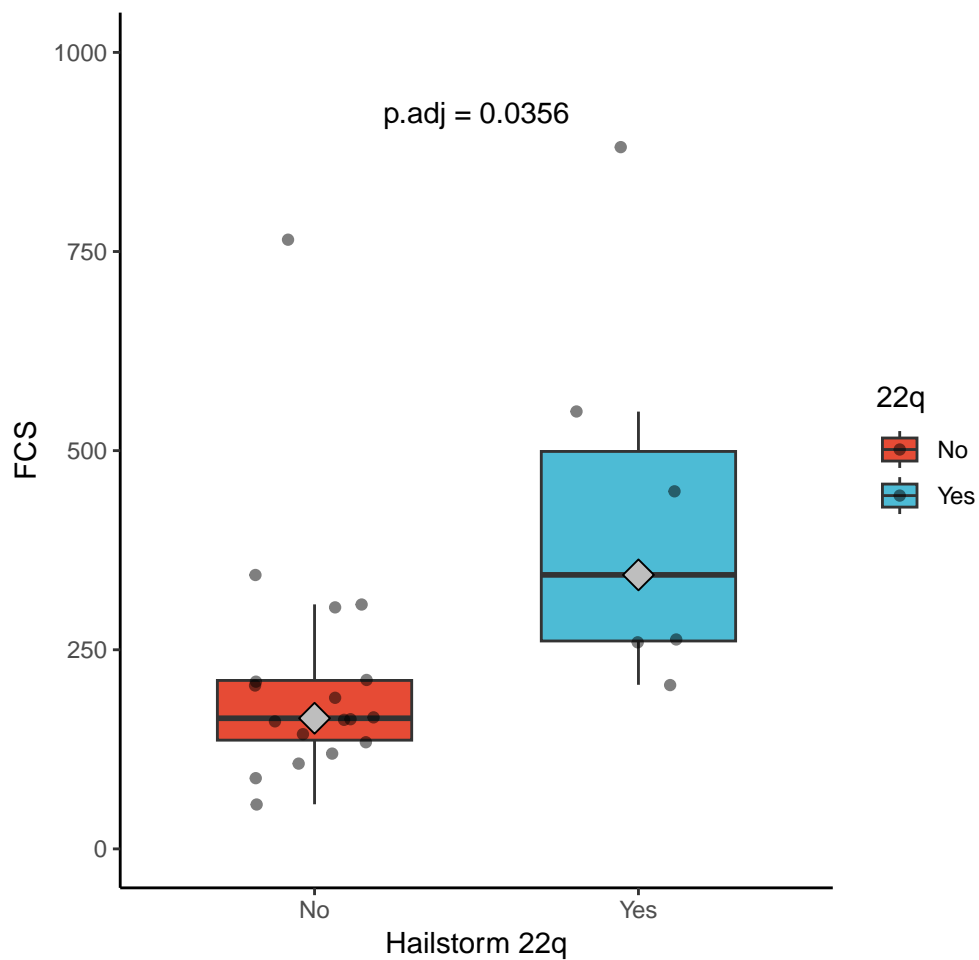 1000
p.adj = 0.0356
750
FCS
500
250
0
22q
No
Yes
No
Yes
Hailstorm 22q